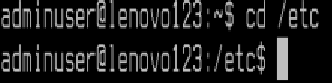 adminuser@lenovo123:~$ cd /etc
adminuser@lenovo123:/etc$